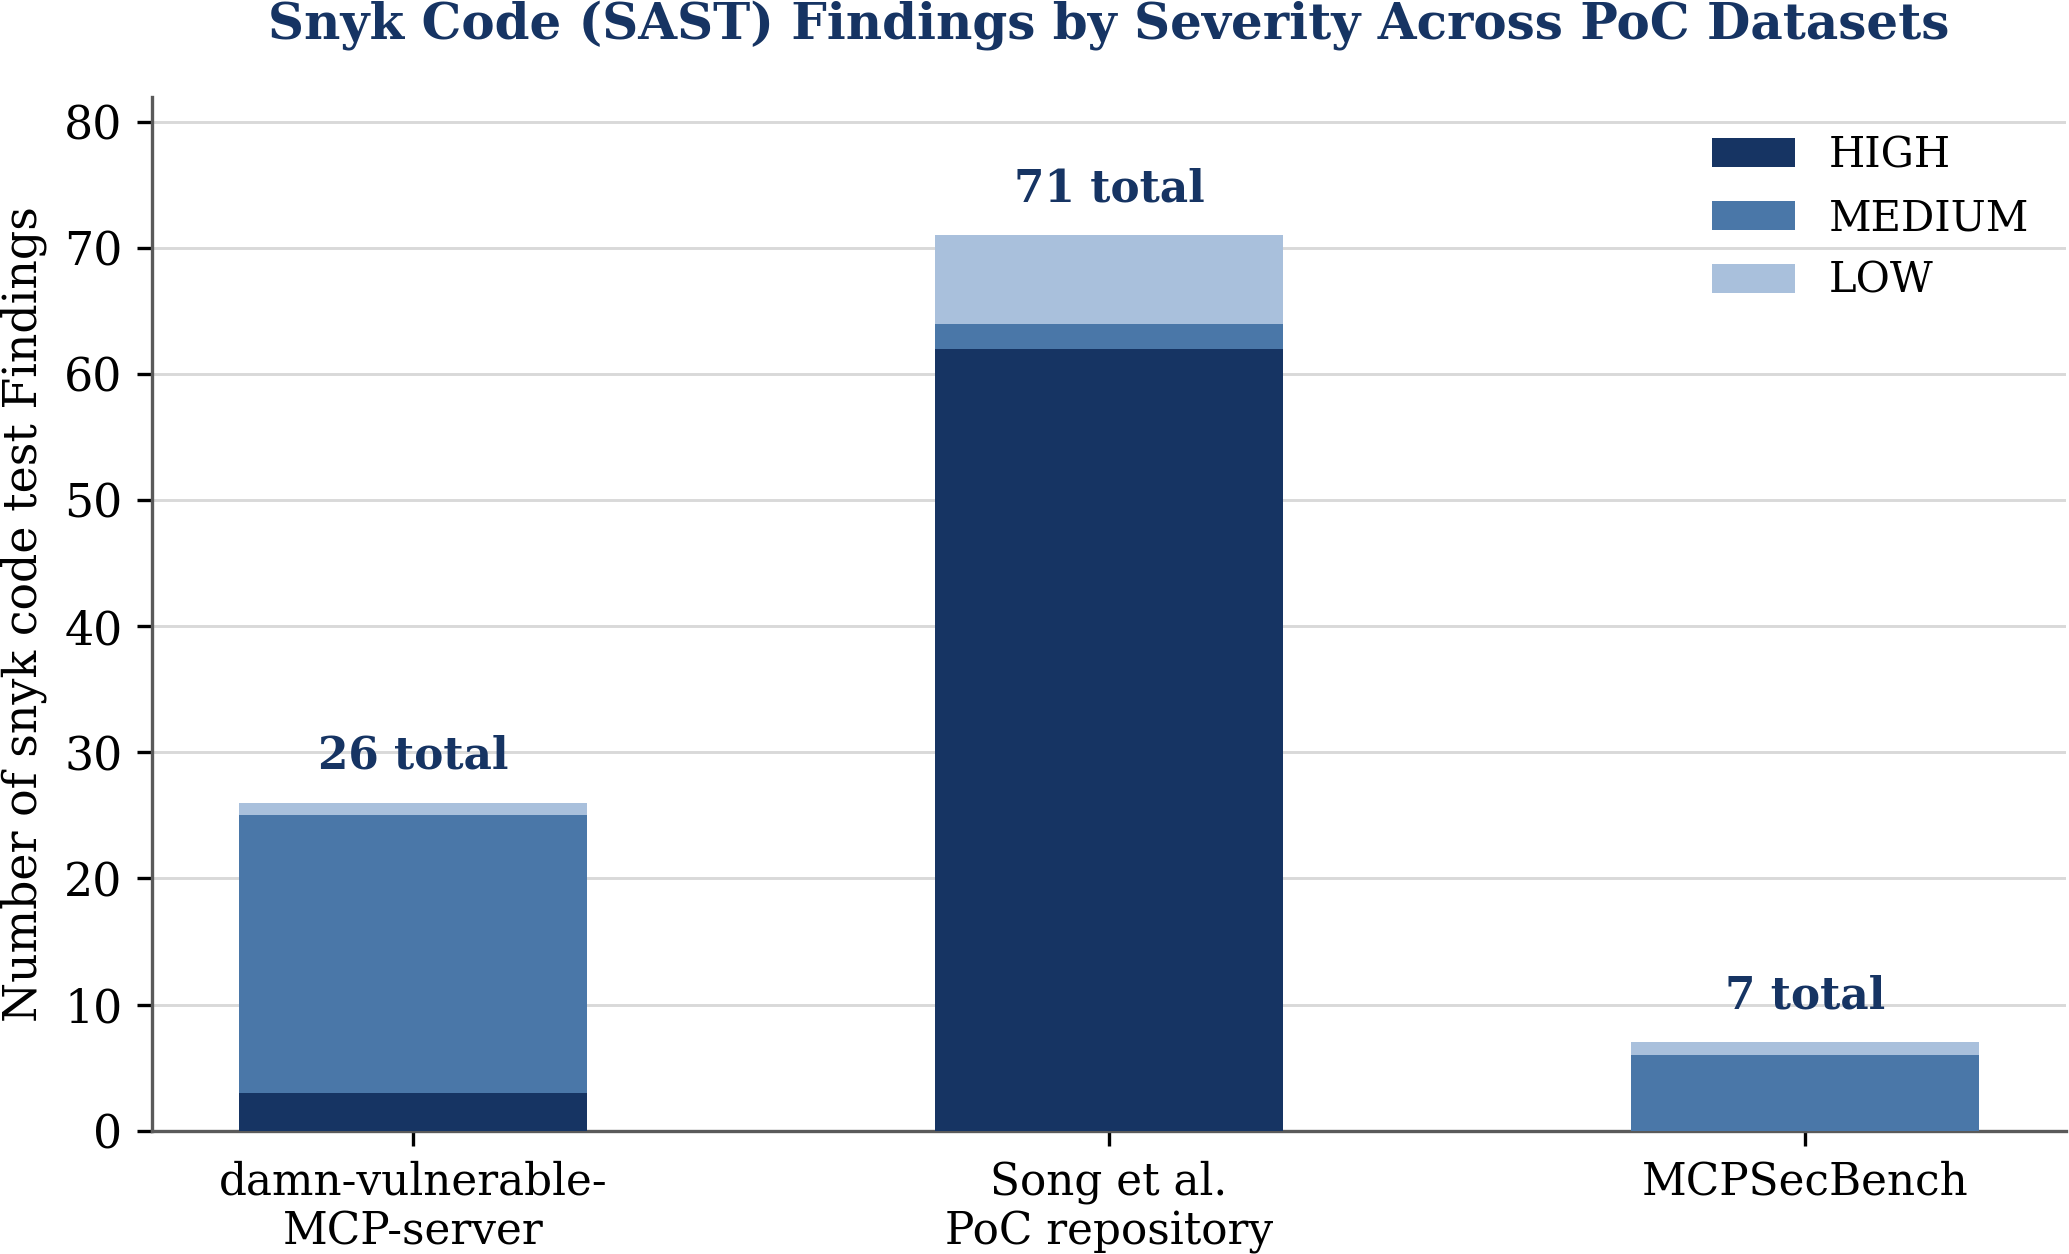 Snyk Code (SAST) Findings by Severity Across PoC Datasets
Number of snyk code test Findings
80
70
60
50
40
30
20
10
0
HIGH
MEDIUM
LOW
26 total
71 total
7 total
damn-vulnerable-
MCP-server
Song et al.
PoC repository
MCPSecBench